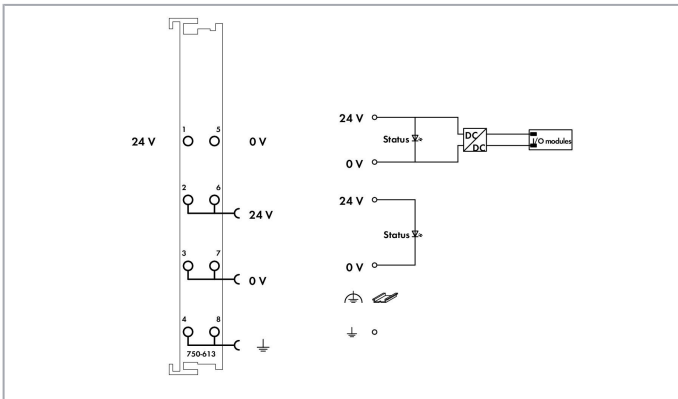 24 V
1 5
24 V 0 V
Status DC
DC I/O modules
0 V
2 6
24 V
24 V
Status
3 7
0 V
0 V
4 8
750-613